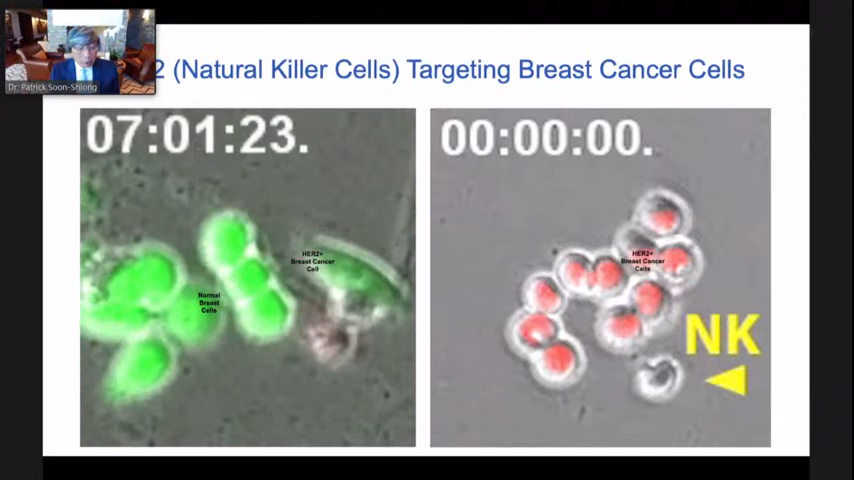 Dr. Patrick Soon-Shiong
2 (Natural Killer Cells) Targeting Breast Cancer Cells
07:01:23.
00:00:00.
HER2+
Breast Cancer
Cell
Normal
Breast
Cells
HER2+
Breast Cancer
Cells
NK